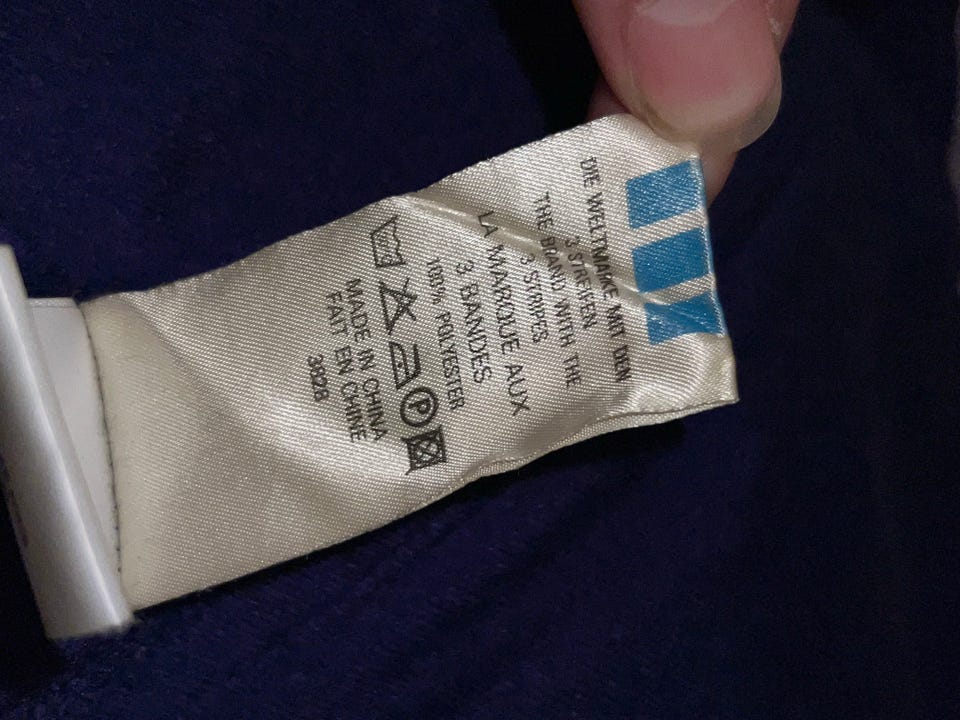 DIE WELTMARKE MIT DEN
3 STREIFEN
THE BRAND WITH THE
3 STRIPES
LA MARQUE AUX
3 BANDES
100% POLYESTER
P
MADE IN CHINA
FAIT EN CHINE
3828